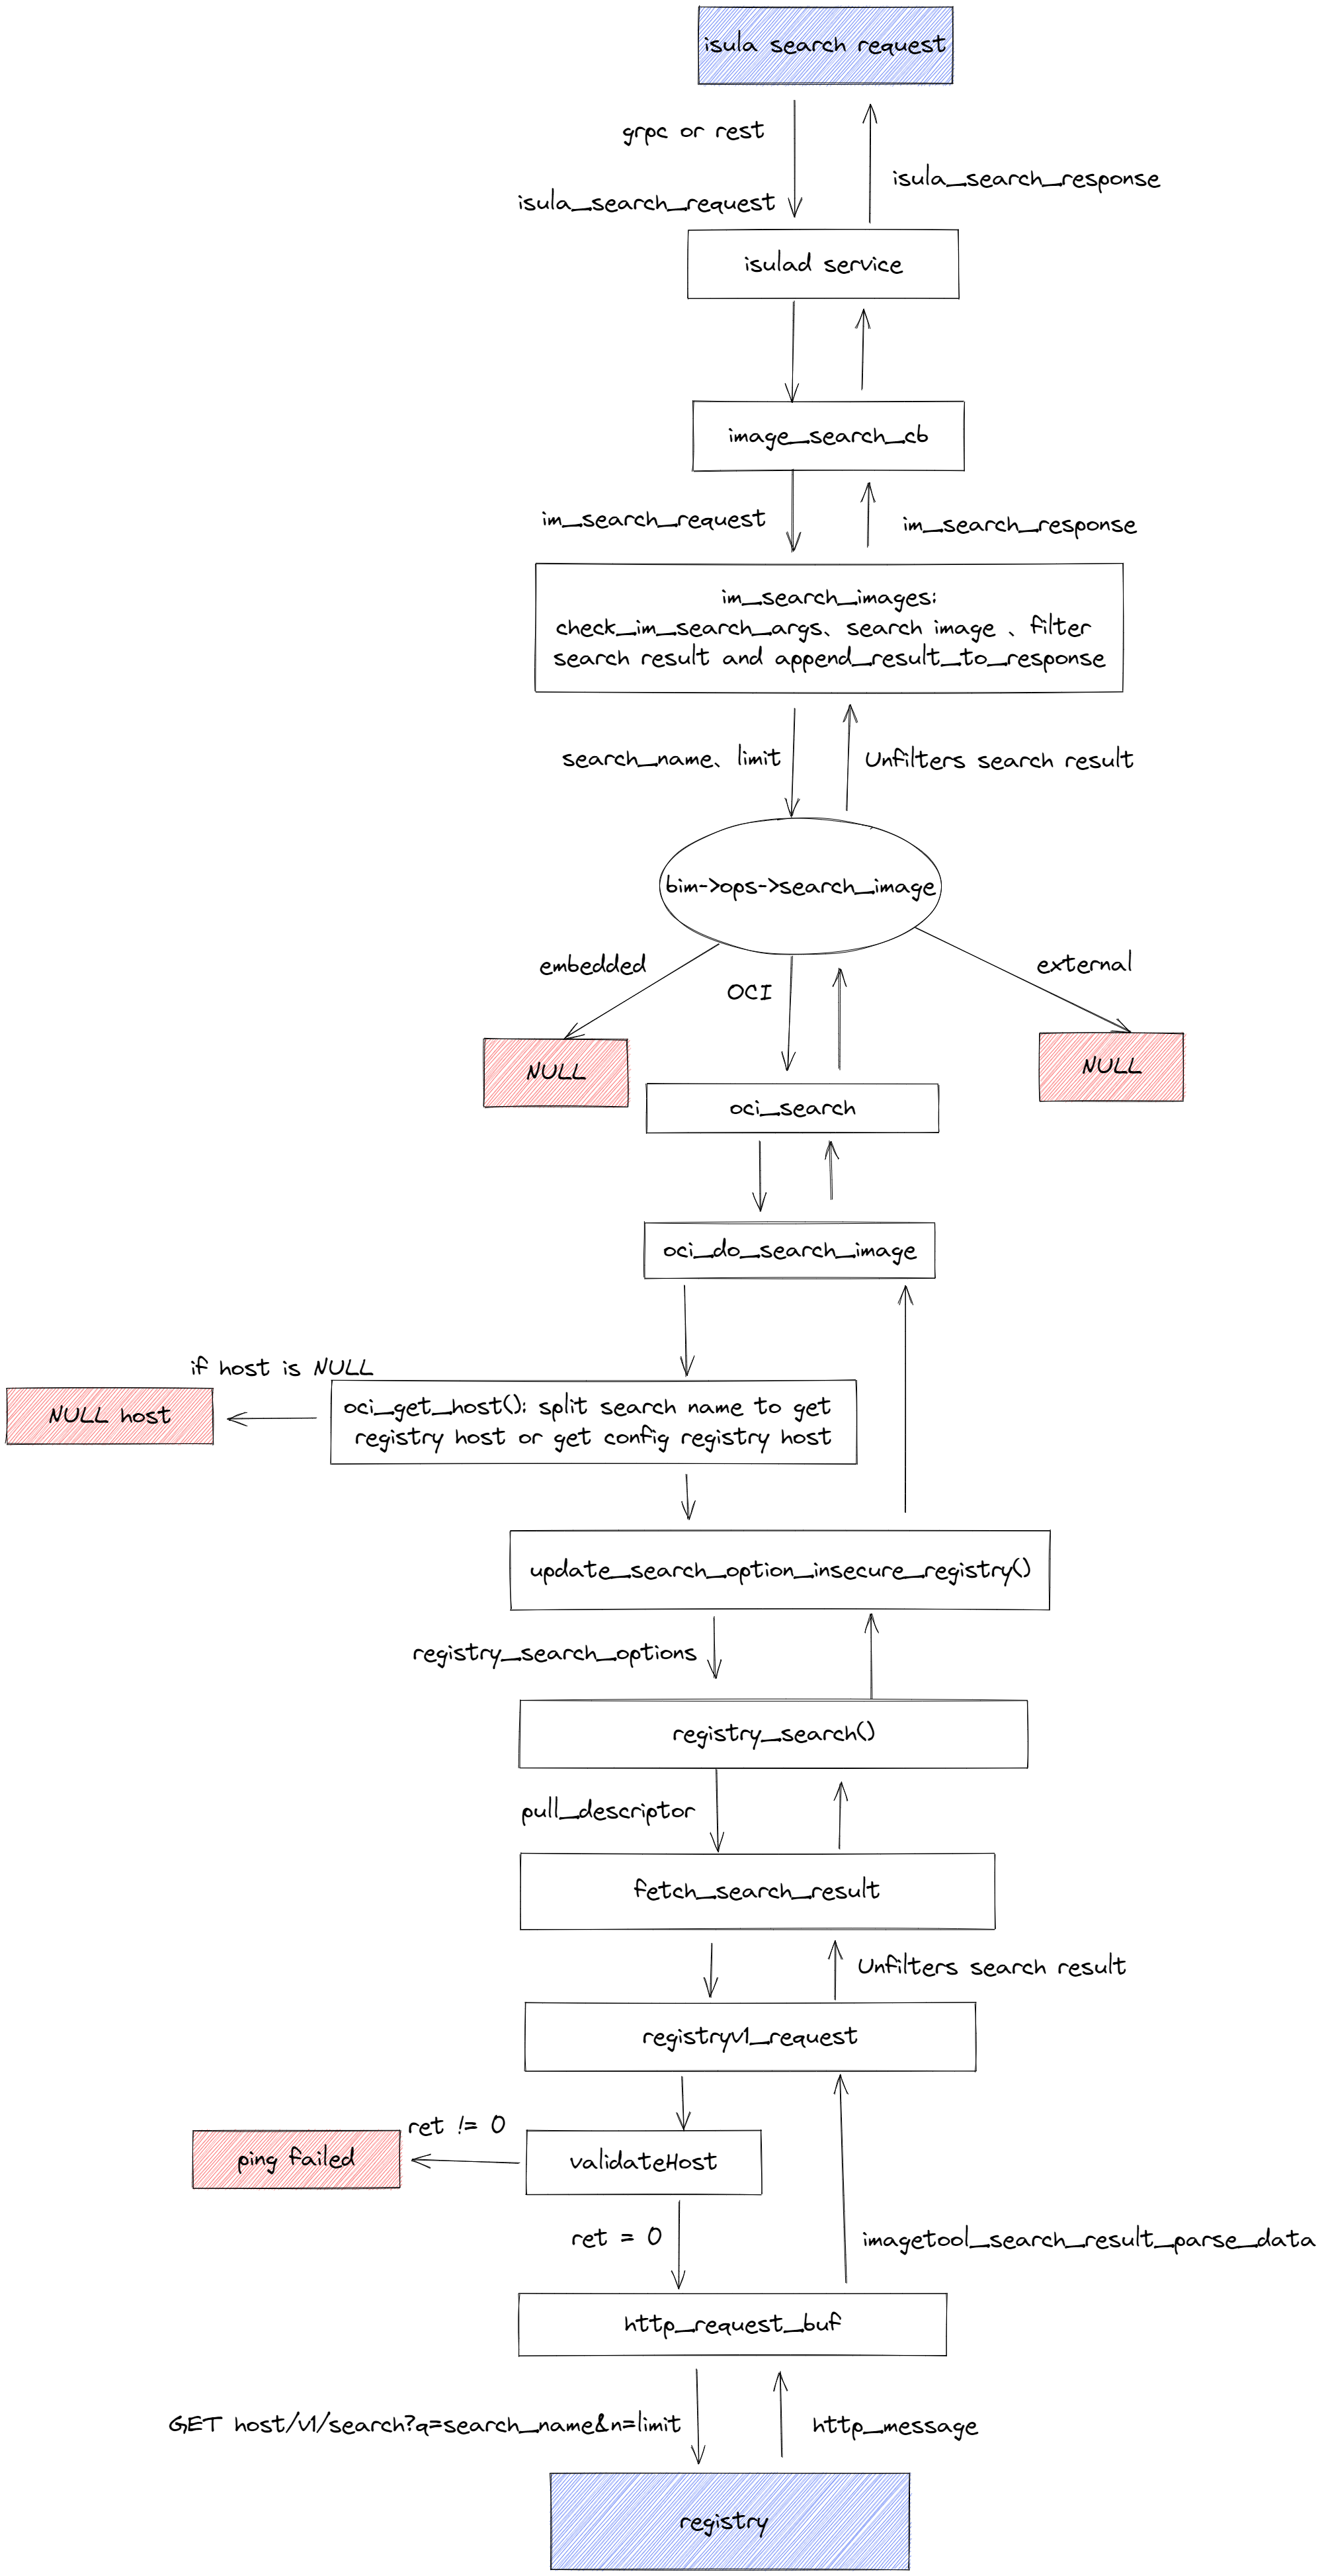 isula search request
grpc or rest
isula_search_response
isula_search_request
isulad service
image_search_cb
im_search_request
im_search_response
im_search_images:
check_im_search_args、search image 、filter
search result and append_result_to_response
search_name、limit
Unfilters search result
bim->ops->search_image
embedded
OCI
external
NULL
NULL
oci_search
oci_do_search_image
if host is NULL
NULL host
oci_get_host(): split search name to get
registry host or get config registry host
update_search_option_insecure_registry()
registry_search_options
registry_search()
pull_descriptor
fetch_search_result
Unfilters search result
registryv1_request
ret != 0
ping failed
validateHost
ret = 0
imagetool_search_result_parse_data
http_request_buf
GET host/v1/search?q=search_name&n=limit
http_message
registry